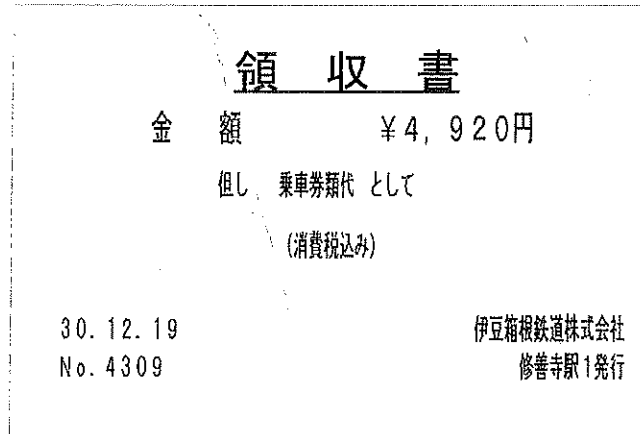 領収書
金 額 ¥4,920円
但し 乗車券類代 として
(消費税込み)
30.12.19 伊豆箱根鉄道株式会社
No.4309 修善寺駅1発行